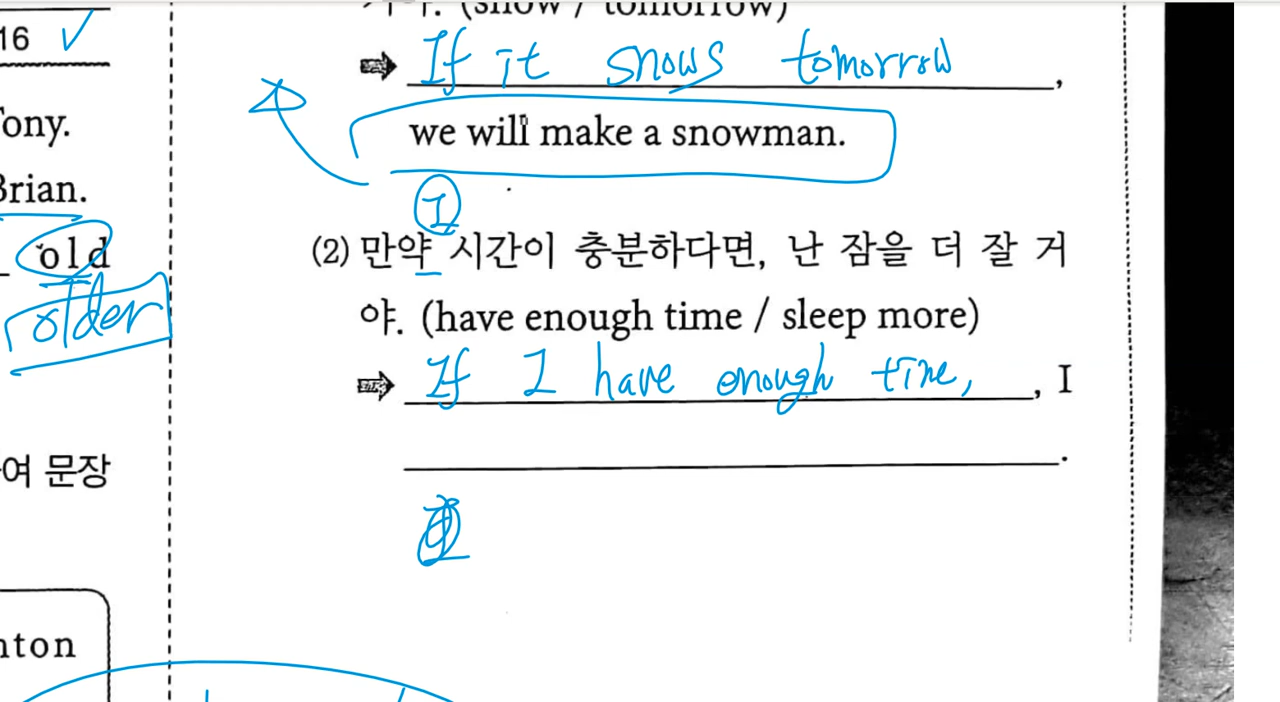 (snow / tomorrow)
16 ✓
⇒ If it snows tomorrow,
Tony.
we will make a snowman.
Brian.
I
old
(2) 만약 시간이 충분하다면, 난 잠을 더 잘 거
older
야. (have enough time / sleep more)
⇒ If I have enough time, , I
여 문장
.
nton